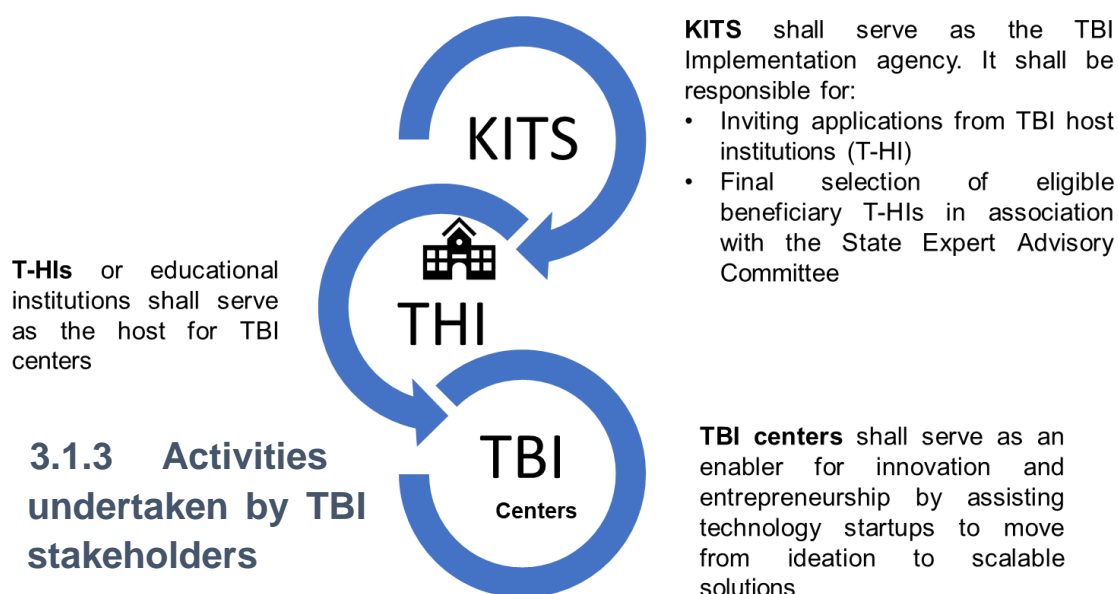 KITS shall serve as the TBI
Implementation agency. It shall be
responsible for:
• Inviting applications from TBI host
institutions (T-HI)
• Final selection of eligible
beneficiary T-HIs in association
with the State Expert Advisory
Committee
KITS
T-HIs or educational
institutions shall serve
as the host for TBI
centers
THI
3.1.3 Activities
undertaken by TBI
stakeholders
TBI
Centers
TBI centers shall serve as an
enabler for innovation and
entrepreneurship by assisting
technology startups to move
from ideation to scalable
solutions